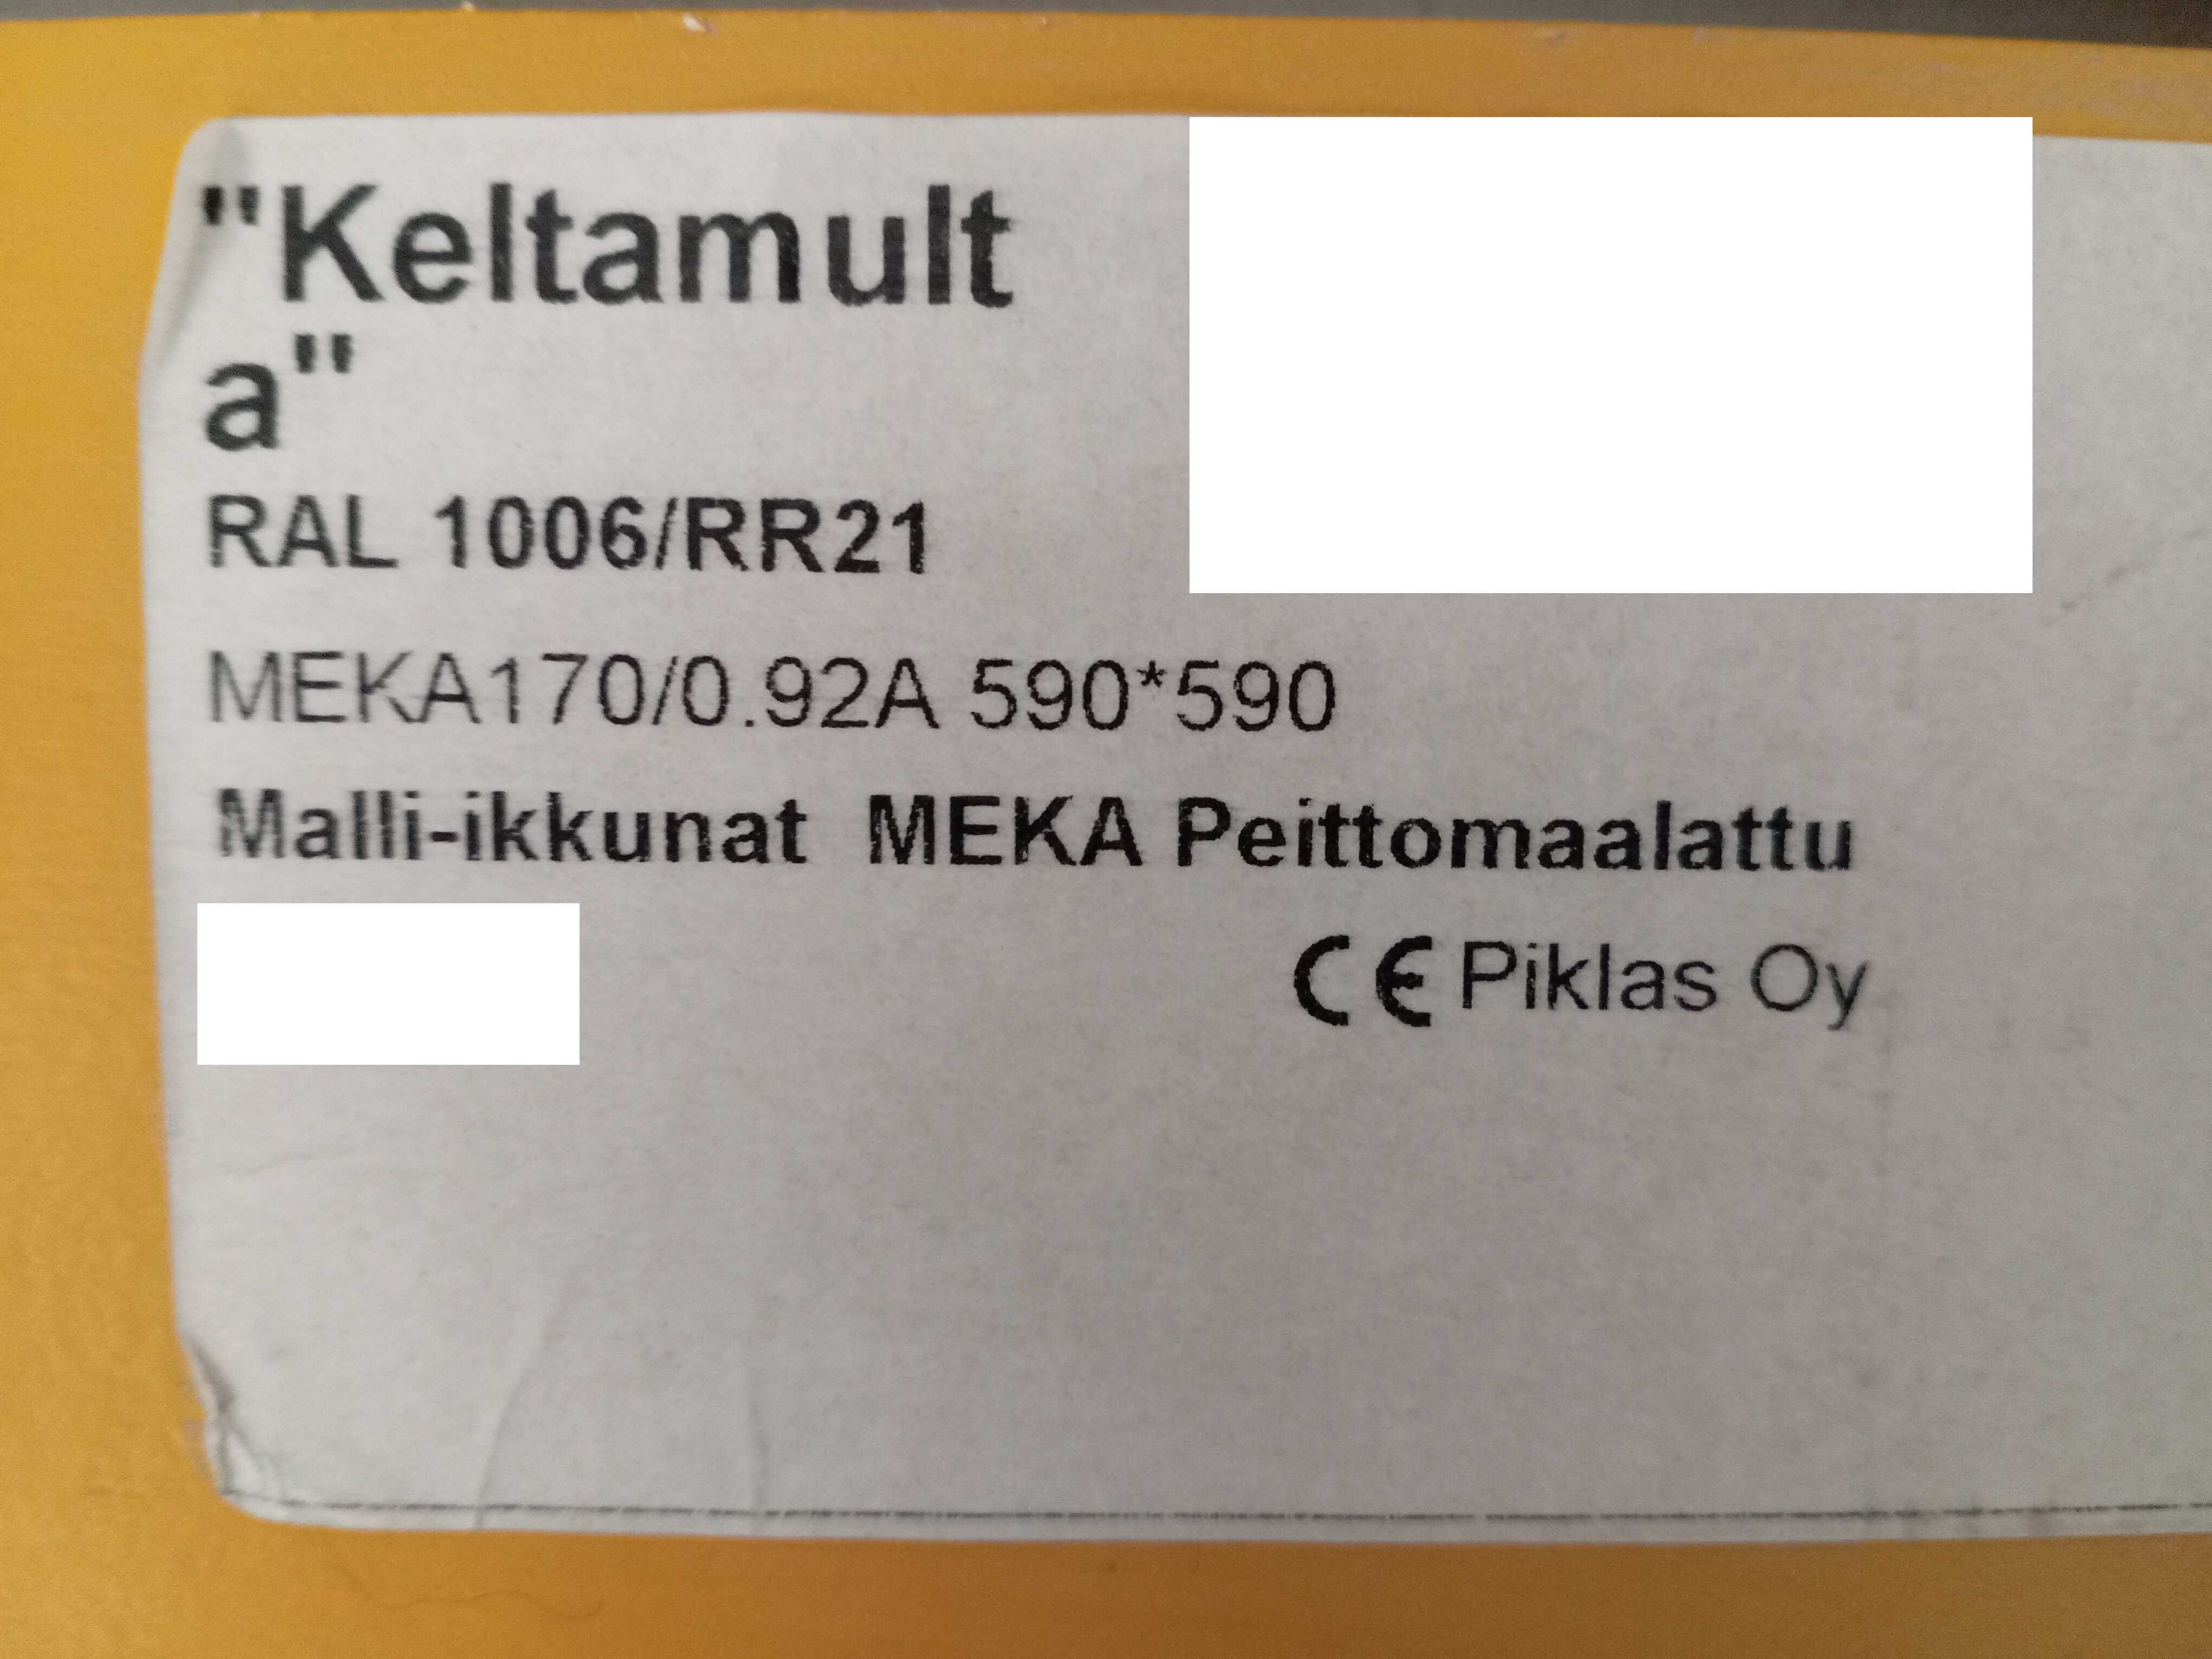 "Keltamult
a"
RAL 1006/RR21
MEKA170/0.92A 590*590
Malli-ikkunat MEKA Peittomaalattu
CE Piklas Oy